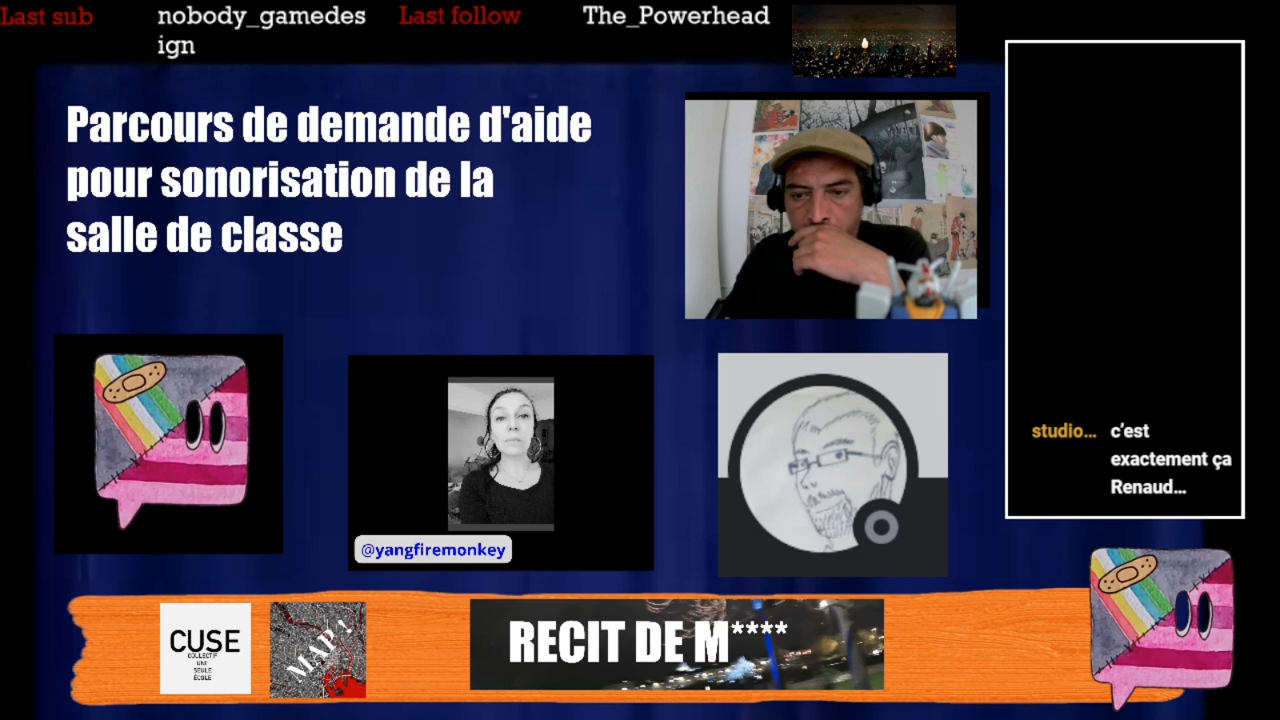 Last sub
nobody_gamedes
ign
Last follow
The_Powerhead
Parcours de demande d'aide
pour sonorisation de la
salle de classe
studio… c'est
exactement ça
Renaud…
@yangfiremonkey
CUSE
COLLECTIF
UNE
SEULE
ÉCOLE
MAP !
RECIT DE M****